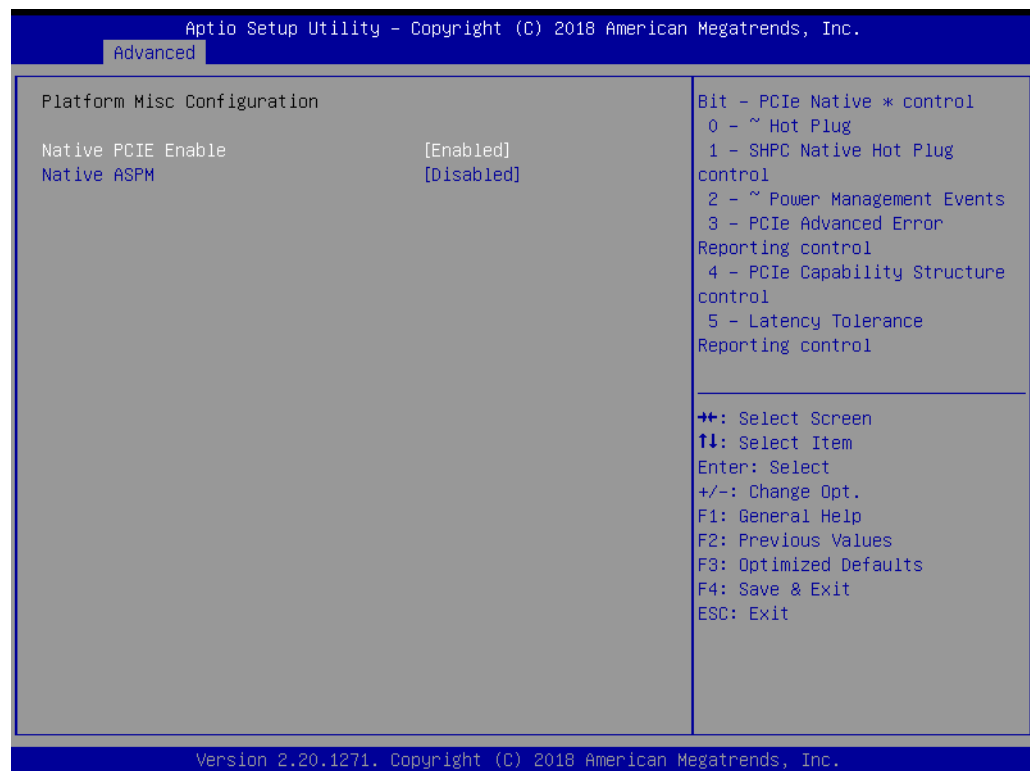 Aptio Setup Utility – Copyright (C) 2018 American Megatrends, Inc.
Advanced
Platform Misc Configuration
Native PCIE Enable [Enabled]
Native ASPM [Disabled]
Bit – PCIe Native * control
0 – ~ Hot Plug
1 – SHPC Native Hot Plug
control
2 – ~ Power Management Events
3 – PCIe Advanced Error
Reporting control
4 – PCIe Capability Structure
control
5 – Latency Tolerance
Reporting control
→←: Select Screen
↑↓: Select Item
Enter: Select
+/-: Change Opt.
F1: General Help
F2: Previous Values
F3: Optimized Defaults
F4: Save & Exit
ESC: Exit
Version 2.20.1271. Copyright (C) 2018 American Megatrends, Inc.